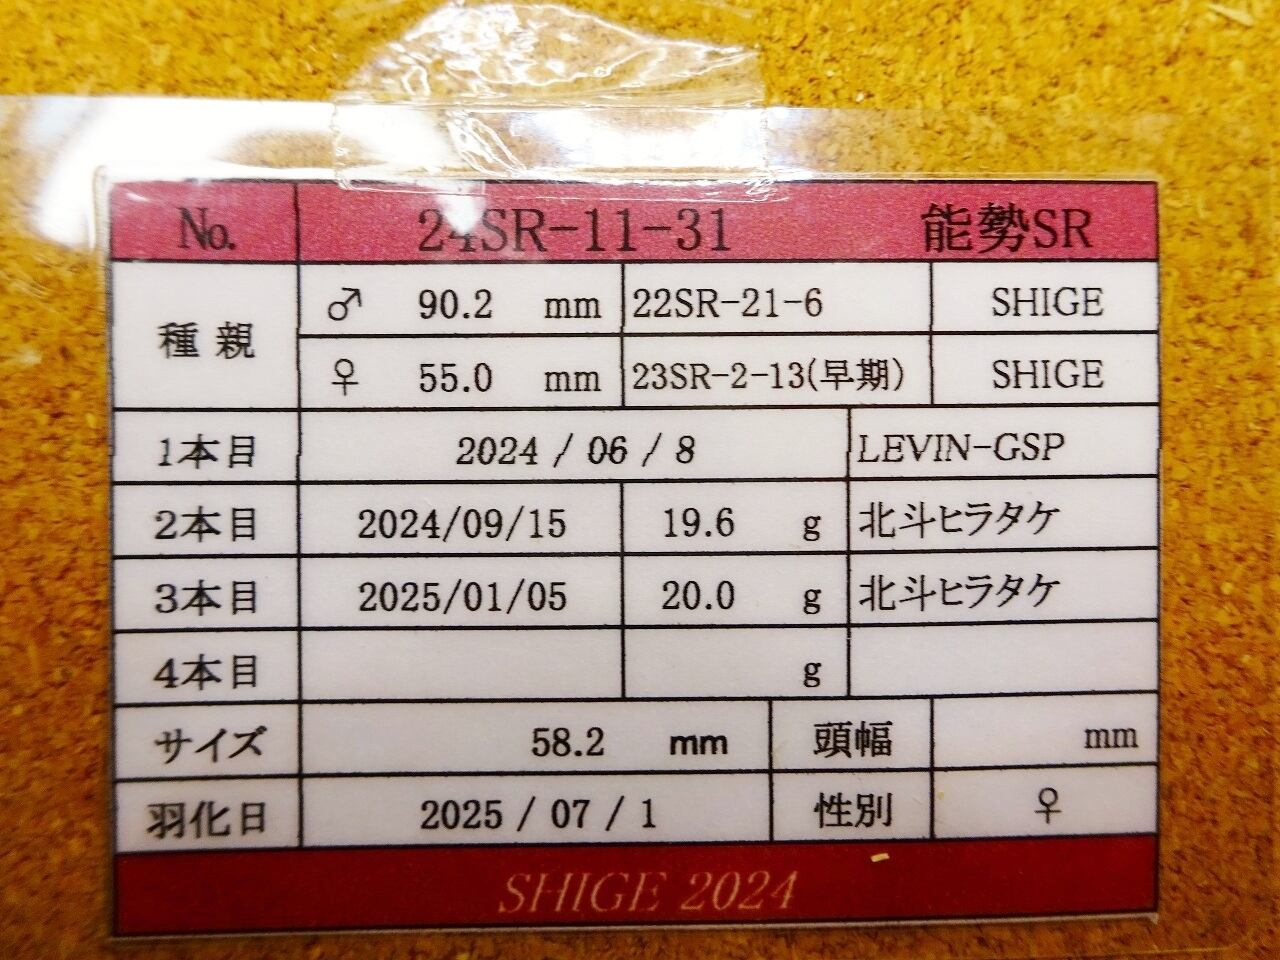 No. 24SR-11-31 能勢SR
種親 ♂ 90.2 mm 22SR-21-6 SHIGE
♀ 55.0 mm 23SR-2-13(早期) SHIGE
1本目 2024 / 06 / 8 LEVIN-GSP
2本目 2024/09/15 19.6 g 北斗ヒラタケ
3本目 2025/01/05 20.0 g 北斗ヒラタケ
4本目 g
サイズ 58.2 mm 頭幅 mm
羽化日 2025 / 07 / 1 性別 ♀
SHIGE 2024